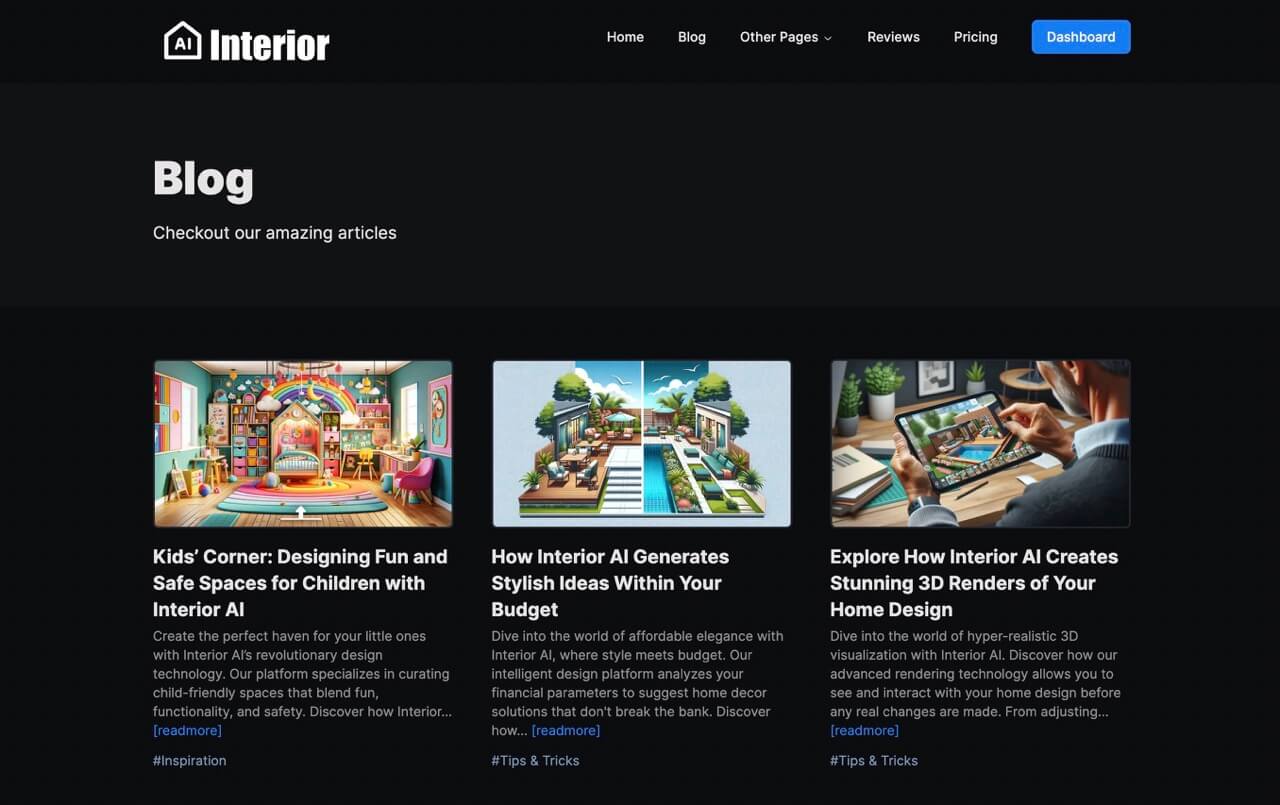 AI Interior
Home Blog Other Pages Reviews Pricing Dashboard
Blog
Checkout our amazing articles
Kids’ Corner: Designing Fun and
Safe Spaces for Children with
Interior AI
Create the perfect haven for your little ones
with Interior AI’s revolutionary design
technology. Our platform specializes in curating
child-friendly spaces that blend fun,
functionality, and safety. Discover how Interior...
[readmore]
#Inspiration
How Interior AI Generates
Stylish Ideas Within Your
Budget
Dive into the world of affordable elegance with
Interior AI, where style meets budget. Our
intelligent design platform analyzes your
financial parameters to suggest home decor
solutions that don't break the bank. Discover
how... [readmore]
#Tips & Tricks
Explore How Interior AI Creates
Stunning 3D Renders of Your
Home Design
Dive into the world of hyper-realistic 3D
visualization with Interior AI. Discover how our
advanced rendering technology allows you to
see and interact with your home design before
any real changes are made. From adjusting...
[readmore]
#Tips & Tricks